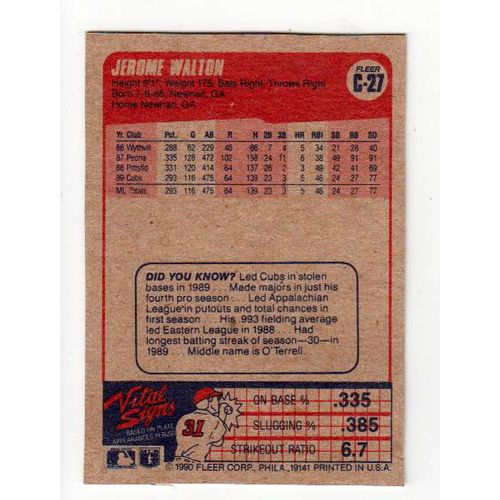 JEROME WALTON
FLEER
C-27
Height 6'1" Weight 175 Bats Right, Throws Right
Born 7-8-65, Newnan, GA
Home Newnan, GA
Yr. Club Pct. G AB R H 2B 3B HR RBI SB BB SO
86 Wythvll 288 62 229 48 66 7 4 5 34 21 28 40
87 Peoria 335 128 472 102 158 24 11 6 38 49 91 91
88 Pittsfld 331 120 414 64 137 26 2 3 49 42 41 69
89 Cubs 293 116 475 64 139 23 3 5 46 24 27 77
ML Totals 293 116 475 64 139 23 3 5 46 24 27 77
DID YOU KNOW? Led Cubs in stolen
bases in 1989 . . . Made majors in just his
fourth pro season . . . Led Appalachian
League in putouts and total chances in
first season . . . His .993 fielding average
led Eastern League in 1988 . . . Had
longest batting streak of season—30—in
1989 . . . Middle name is O'Terrell.
Vital
Signs
BASED ON PLATE
APPEARANCES PER/BB
31
ON BASE % .335
SLUGGING % .385
STRIKEOUT RATIO 6.7
© 1990 FLEER CORP., PHILA., 19141 PRINTED IN U.S.A.